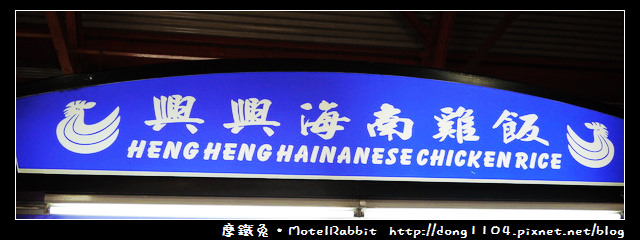 興興海南雞飯
HENG HENG HAINANESE CHICKEN RICE
摩鐵兔・MotelRabbit http://dong1104.pixnet.net/blog